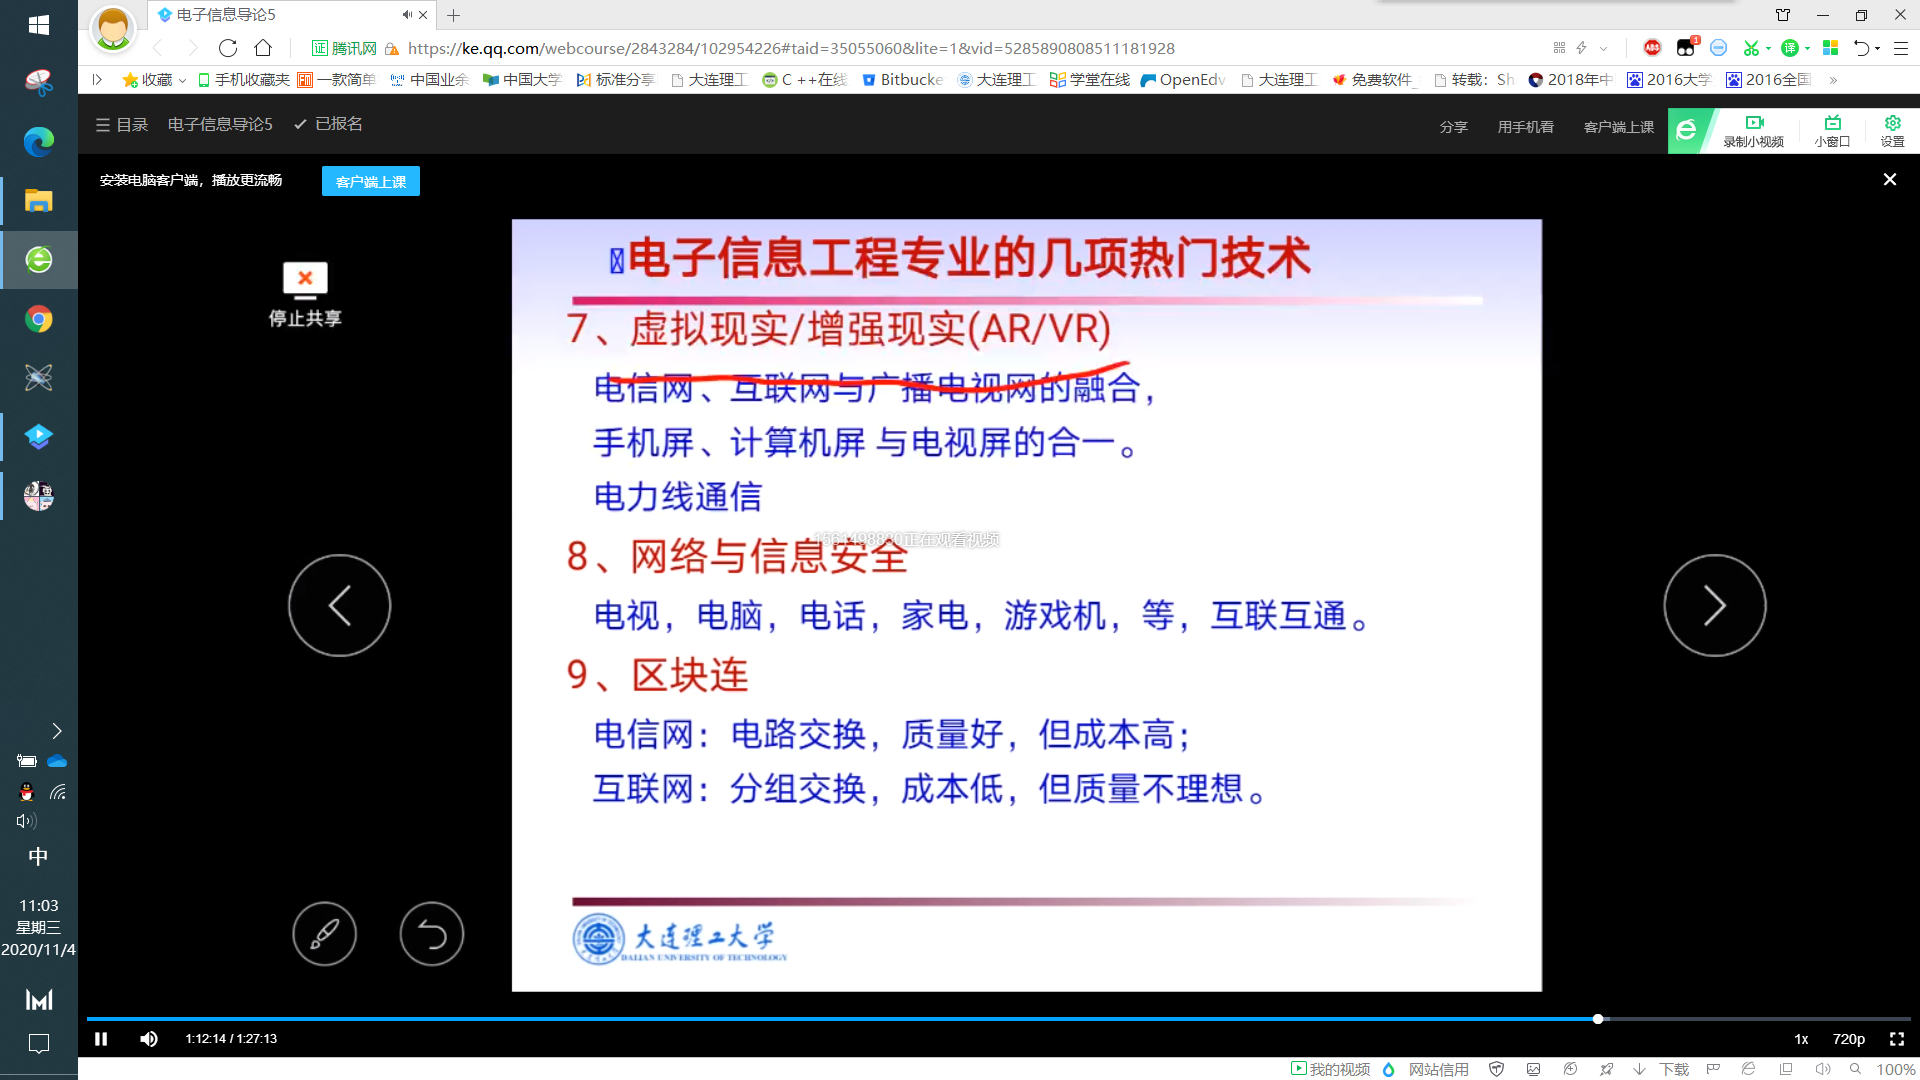 电子信息导论5
https://ke.qq.com/webcourse/2843284/102954226#taid=35055060&lite=1&vid=5285890808511181928
证 腾讯网
ABP
1
译
收藏 手机收藏夹 一款简单 中国业余 中国大学 标准分享 大连理工 C ++在线 Bitbucke 大连理工 学堂在线 OpenEdv 大连理工 免费软件_ 转载：Sh 2018年中 2016大学 2016全国 »
目录 电子信息导论5 已报名
分享 用手机看 客户端上课
录制小视频 小窗口 设置
安装电脑客户端，播放更流畅 客户端上课
停止共享
电子信息工程专业的几项热门技术
7、虚拟现实/增强现实(AR/VR)
电信网、互联网与广播电视网的融合，
手机屏、计算机屏 与电视屏的合一。
电力线通信
正在观看视频
8、网络与信息安全
电视，电脑，电话，家电，游戏机，等，互联互通。
9、区块连
电信网：电路交换，质量好，但成本高；
互联网：分组交换，成本低，但质量不理想。
大连理工大学
DALIAN UNIVERSITY OF TECHNOLOGY
中
11:03
星期三
2020/11/4
1:12:14 / 1:27:13
1x 720p
我的视频 网站信用 下载 100%